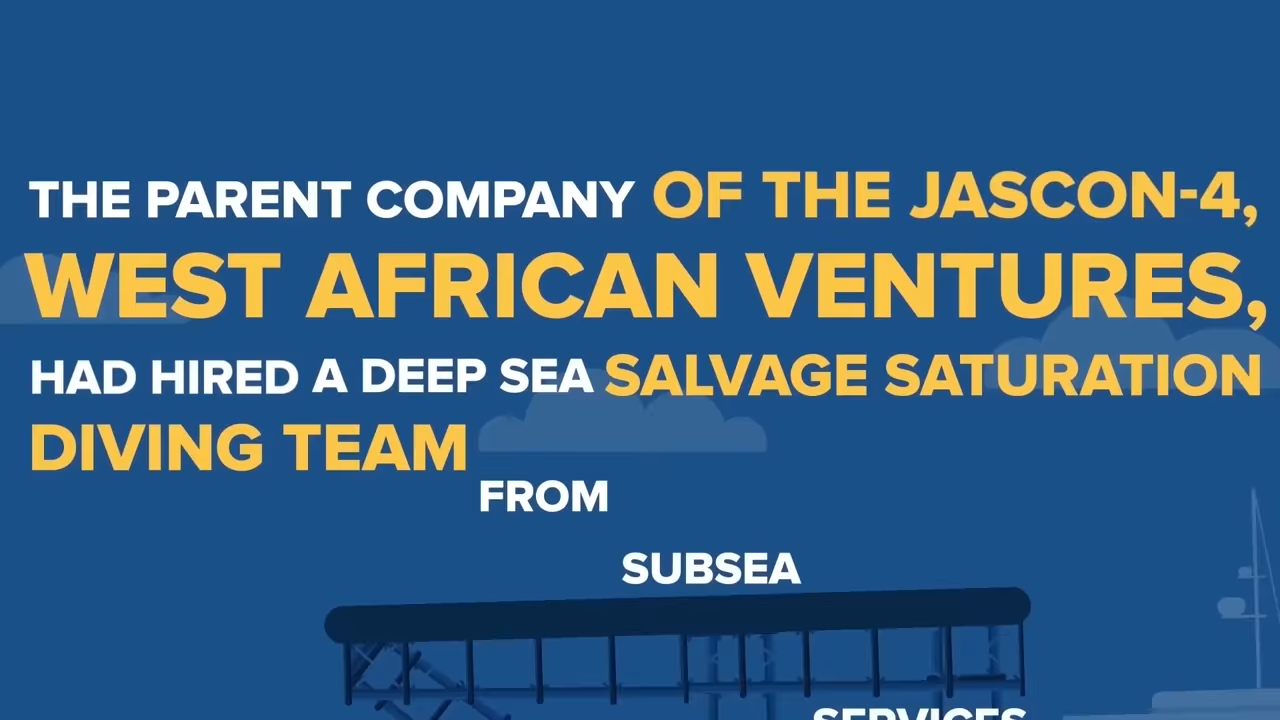 THE PARENT COMPANY OF THE JASCON-4,
WEST AFRICAN VENTURES,
HAD HIRED A DEEP SEA SALVAGE SATURATION
DIVING TEAM
FROM
SUBSEA
SERVICES